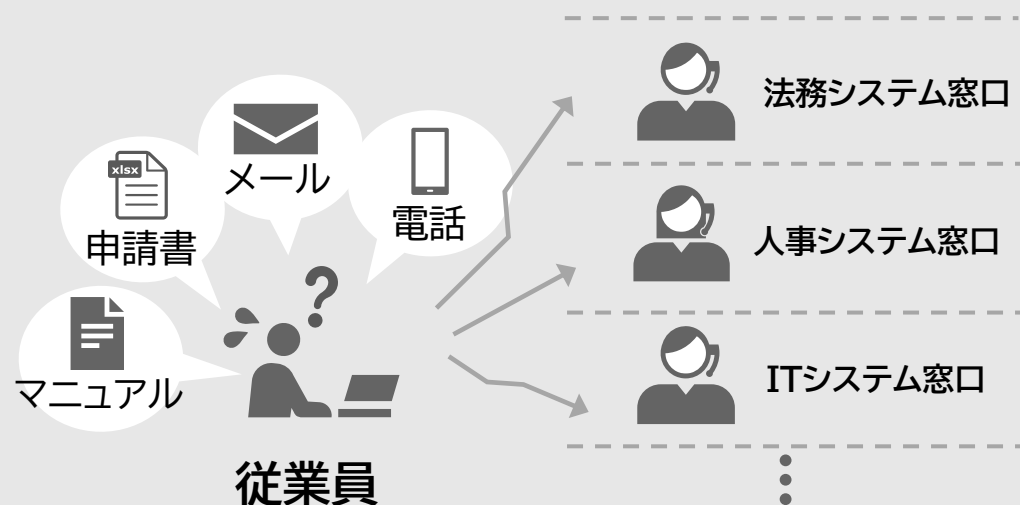 メール
xlsx
申請書
電話
マニュアル
?
従業員
法務システム窓口
人事システム窓口
ITシステム窓口